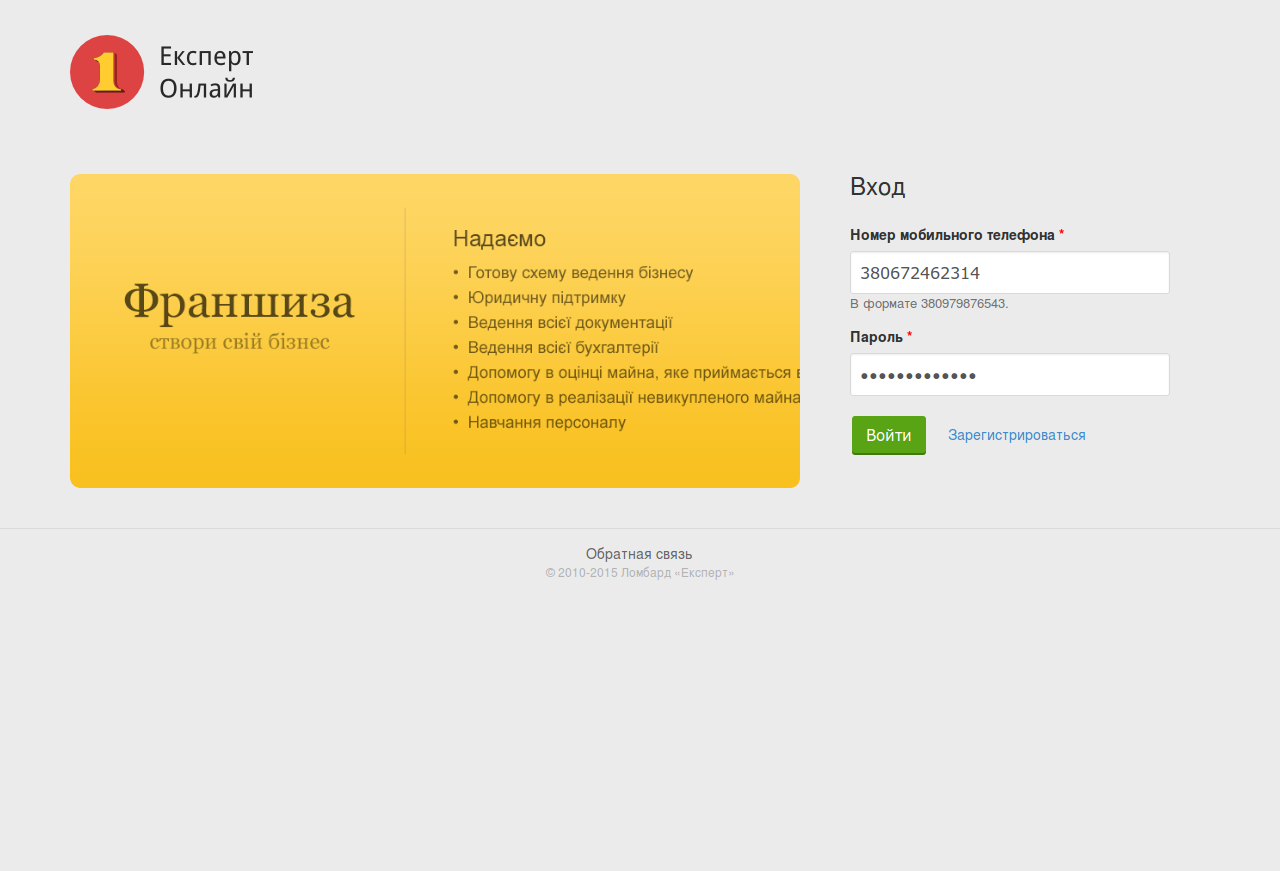 1
Експерт
Онлайн
Франшиза
створи свій бізнес
Надаємо
• Готову схему ведення бізнесу
• Юридичну підтримку
• Ведення всієї документації
• Ведення всієї бухгалтерії
• Допомогу в оцінці майна, яке приймається в
• Допомогу в реалізації невикупленого майна
• Навчання персоналу
Вход
Номер мобильного телефона *
380672462314
В формате 380979876543.
Пароль *
•••••••••••••
Войти
Зарегистрироваться
Обратная связь
© 2010-2015 Ломбард «Експерт»